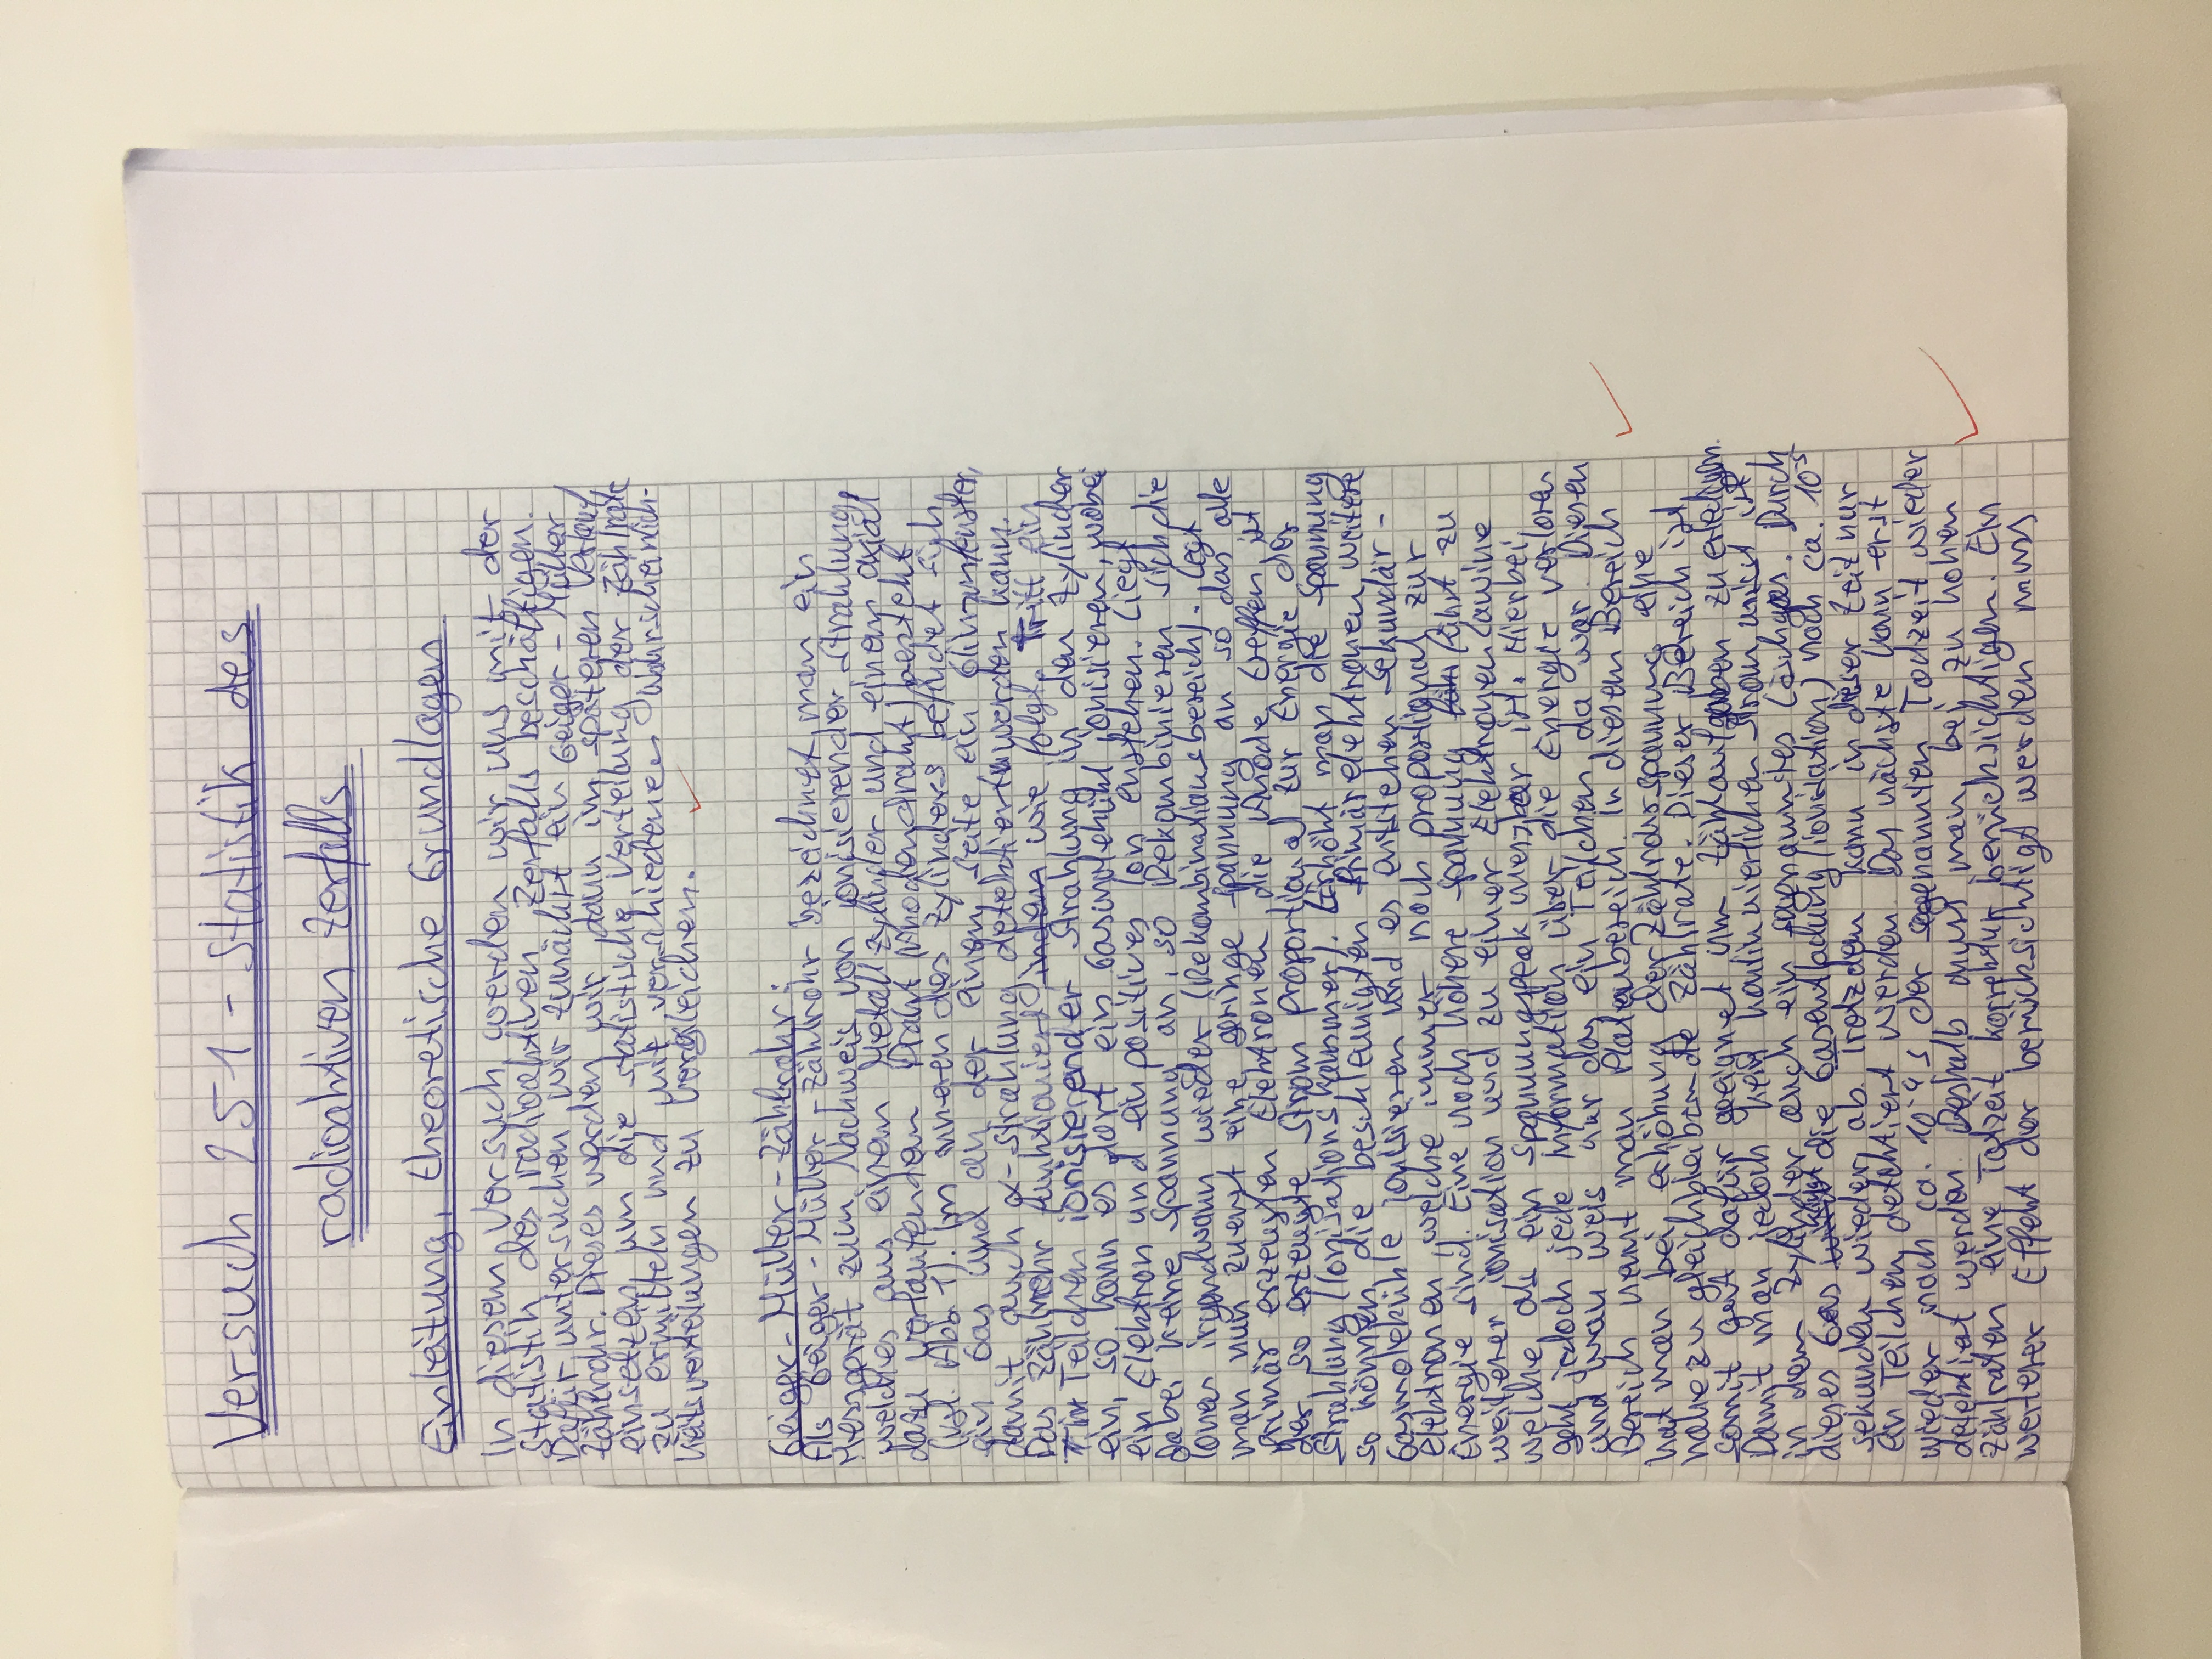 Versuch 251 - Statistik des
radioaktiven Zerfalls
Einleitung, theoretische Grundlagen
In diesem Versuch werden wir uns mit der
Statistik des radioaktiven Zerfalls beschäftigen.
Dafür untersuchen wir zunächst ein Geiger-Müller
Zählrohr. Dieses werden wir dann im späteren Verlauf,
einsetzen um die statistische Verteilung der Zählrate
zu ermitteln und mit verschiedenen Wahrscheinlich-
keitsverteilungen zu vergleichen.
Geiger-Müller-Zählrohr:
Als Geiger-Müller-Zählrohr bezeichnet man ein
Messgerät zum Nachweis von ionisierender Strahlung,
welches aus einem Metallzylinder und einem axial
dazu verlaufenden Draht (Anodendraht) besteht
(Vgl. Abb. 1). Im inneren des Zylinders befindet sich
ein Gas und an der einen Seite ein Glimmfenster,
damit auch α-Strahlung detektiert werden kann.
Das Zählrohr funktioniert indem wie folgt. Tritt ein
Teilchen ionisierender Strahlung in den Zylinder
ein, so kann es dort ein Gasmolekühl ionisieren, wobei
ein Elektron und ein positives Ion enstehen. Liegt
dabei keine Spannung an, so Rekombinieren sich die
Ionen irgendwann wieder (Rekombinationsbereich). Legt
man nun zuerst eine geringe Spannung an so das alle
primär erzeugten Elektronen die Anode treffen, ist
der so erzeugte Strom proportional zur Energie der
Strahlung (Ionisationskammer). Erhöht man die Spannung
so können die beschleunigten Primärelektronen weitere
Gasmolekühle ionisieren und es entstehen Sekundär-
elektronen, welche immer noch proportional zur
Energie sind. Eine noch höhere Spannung führt zu
weiterer ionisation und zu einer Elektronenlawine
welche als ein Spannungspeak messbar ist. Hierbei
geht jedoch jede Information über die Energie verloren
und man weis nur das ein Teilchen da war. Diesen
Bereich nennt man Plateaubereich. In diesem Bereich
hat man bei erhöhung der Zählrohrspannung eine
nahezu gleichbleibende Zählrate. Dieser Bereich ist
somit gut dafür geeignet um Zählaufgaben zu erledigen.
Damit man jedoch kein kontinuierlichen Strom misst ist
in dem Zylinder auch ein sogenanntes Löschgas. Durch
dieses Gas klingt die Gasentladung (ionisation) nach ca. 10⁻⁵
sekunden wieder ab. Trotzdem kann in dieser Zeit nur
ein Teilchen detektiert werden. Das nächste kann erst
wieder nach ca. 10⁻⁴ s der sogenannten Todzeit wieder
detektiert werden. Deshalb muss man bei zu hohen
Zählraten eine Totzeit korrektur berücksichtigen. Ein
weiterer Effekt der berücksichtigt werden muss